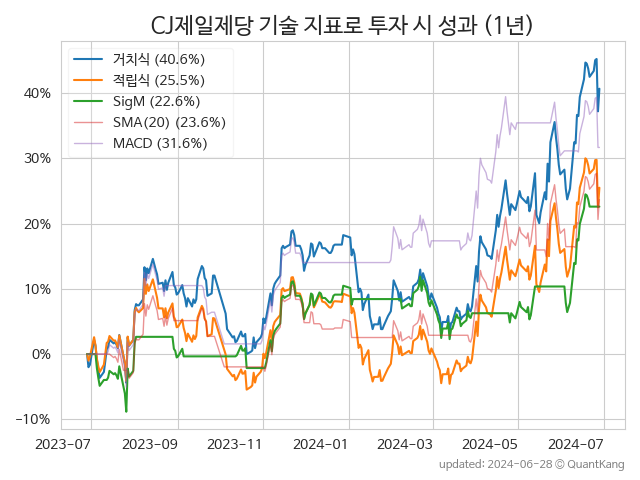 CJ제일제당 기술 지표로 투자 시 성과 (1년)
거치식 (40.6%)
적립식 (25.5%)
SigM (22.6%)
SMA(20) (23.6%)
MACD (31.6%)
40%
30%
20%
10%
0%
−10%
2023-07 2023-09 2023-11 2024-01 2024-03 2024-05 2024-07
updated: 2024-06-28 © QuantKang